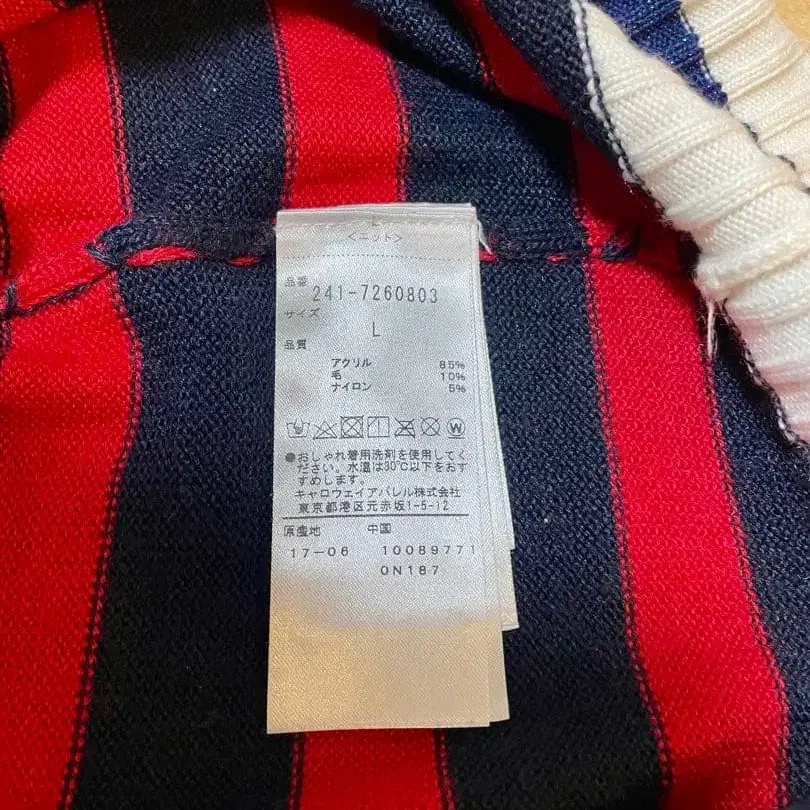 L
<ニット>
品番
241-7260803
サイズ
L
品質
アクリル 85%
毛 10%
ナイロン 5%
W
●おしゃれ着用洗剤を使用してく
ださい。水温は30℃以下をおす
すめします。
キャロウェイアパレル株式会社
東京都港区元赤坂1-5-12
原産地 中国
17-06 10089771
0N187